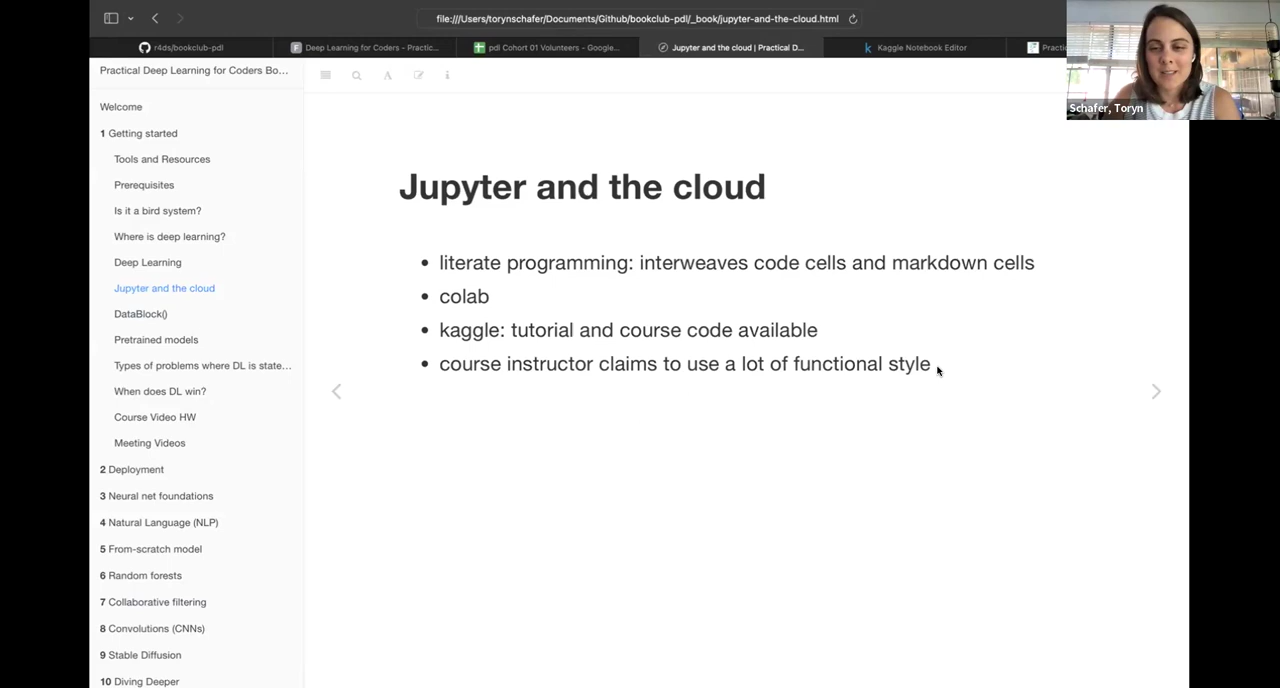 file:///Users/torynschafer/Documents/Github/bookclub-pdl/_book/jupyter-and-the-cloud.html
r4ds/bookclub-pdl
Deep Learning for Coders - Practic...
pdl Cohort 01 Volunteers - Google...
Jupyter and the cloud | Practical D...
Kaggle Notebook Editor
Practic
Schafer, Toryn
Practical Deep Learning for Coders Bo...
Welcome
1 Getting started
Tools and Resources
Prerequisites
Is it a bird system?
Where is deep learning?
Deep Learning
Jupyter and the cloud
DataBlock()
Pretrained models
Types of problems where DL is state...
When does DL win?
Course Video HW
Meeting Videos
2 Deployment
3 Neural net foundations
4 Natural Language (NLP)
5 From-scratch model
6 Random forests
7 Collaborative filtering
8 Convolutions (CNNs)
9 Stable Diffusion
10 Diving Deeper
Jupyter and the cloud
• literate programming: interweaves code cells and markdown cells
• colab
• kaggle: tutorial and course code available
• course instructor claims to use a lot of functional style